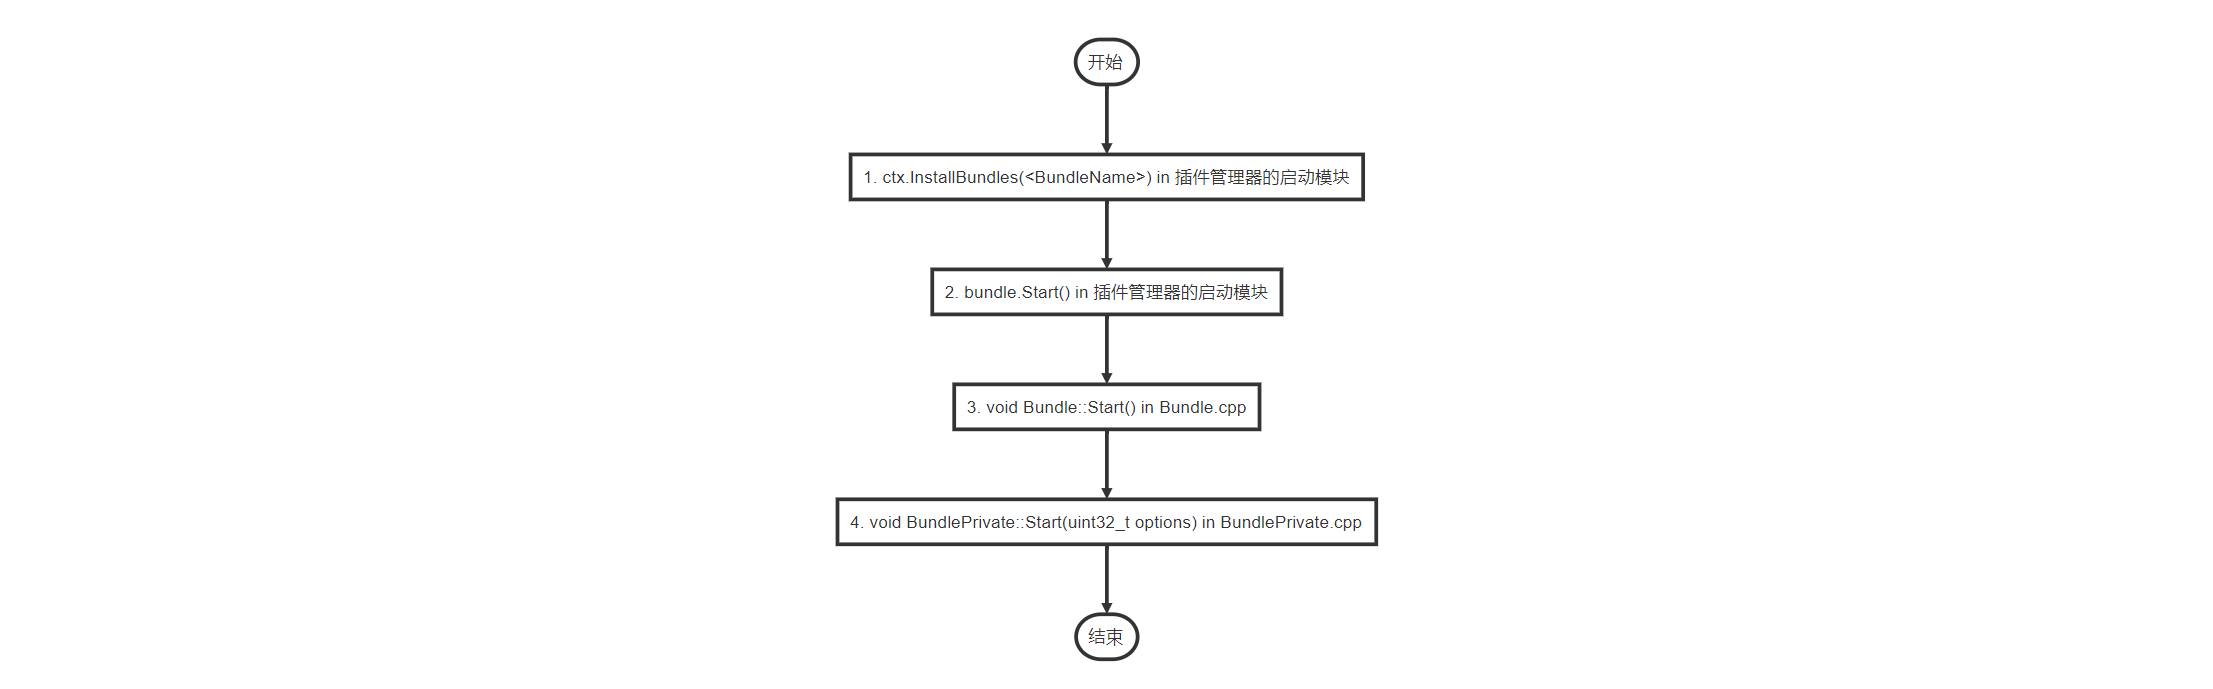 开始
1. ctx.InstallBundles(<BundleName>) in 插件管理器的启动模块
2. bundle.Start() in 插件管理器的启动模块
3. void Bundle::Start() in Bundle.cpp
4. void BundlePrivate::Start(uint32_t options) in BundlePrivate.cpp
结束